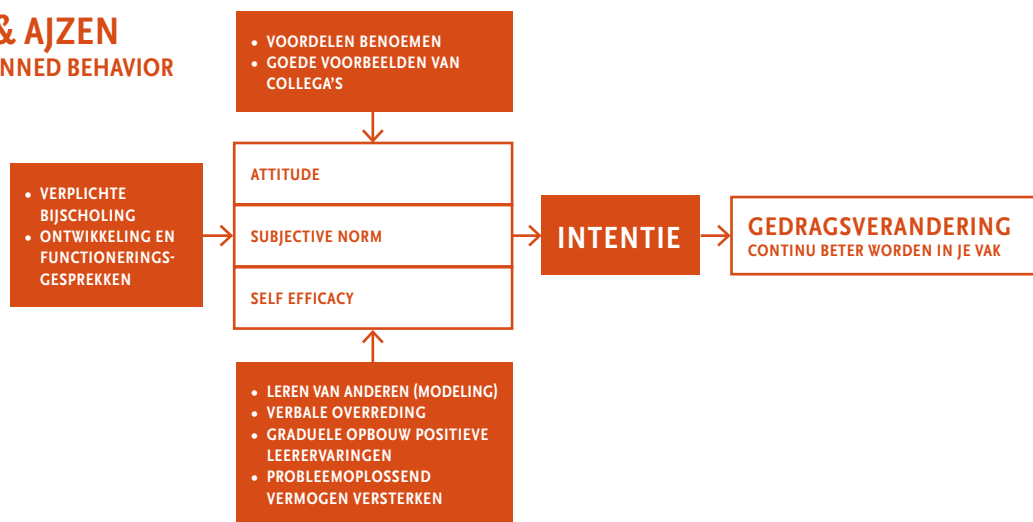 & AJZEN
NNED BEHAVIOR
• VOORDELEN BENOEMEN
• GOEDE VOORBEELDEN VAN
COLLEGA'S
• VERPLICHTE
BIJSCHOLING
• ONTWIKKELING EN
FUNCTIONERINGS-
GESPREKKEN
ATTITUDE
SUBJECTIVE NORM
SELF EFFICACY
INTENTIE
GEDRAGSVERANDERING
CONTINU BETER WORDEN IN JE VAK
• LEREN VAN ANDEREN (MODELING)
• VERBALE OVERREDING
• GRADUELE OPBOUW POSITIEVE
LEERERVARINGEN
• PROBLEEMOPLOSSEND
VERMOGEN VERSTERKEN